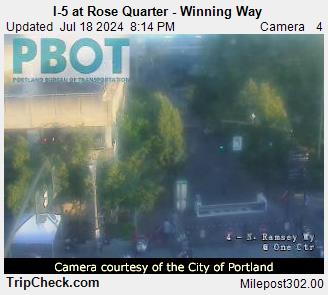 I-5 at Rose Quarter - Winning Way
Updated Jul 18 2024 8:14 PM Camera 4
PBOT
PORTLAND BUREAU OF TRANSPORTATION
4 - N. Ramsey Wy
@ One Ctr
Camera courtesy of the City of Portland
TripCheck.com Milepost302.00